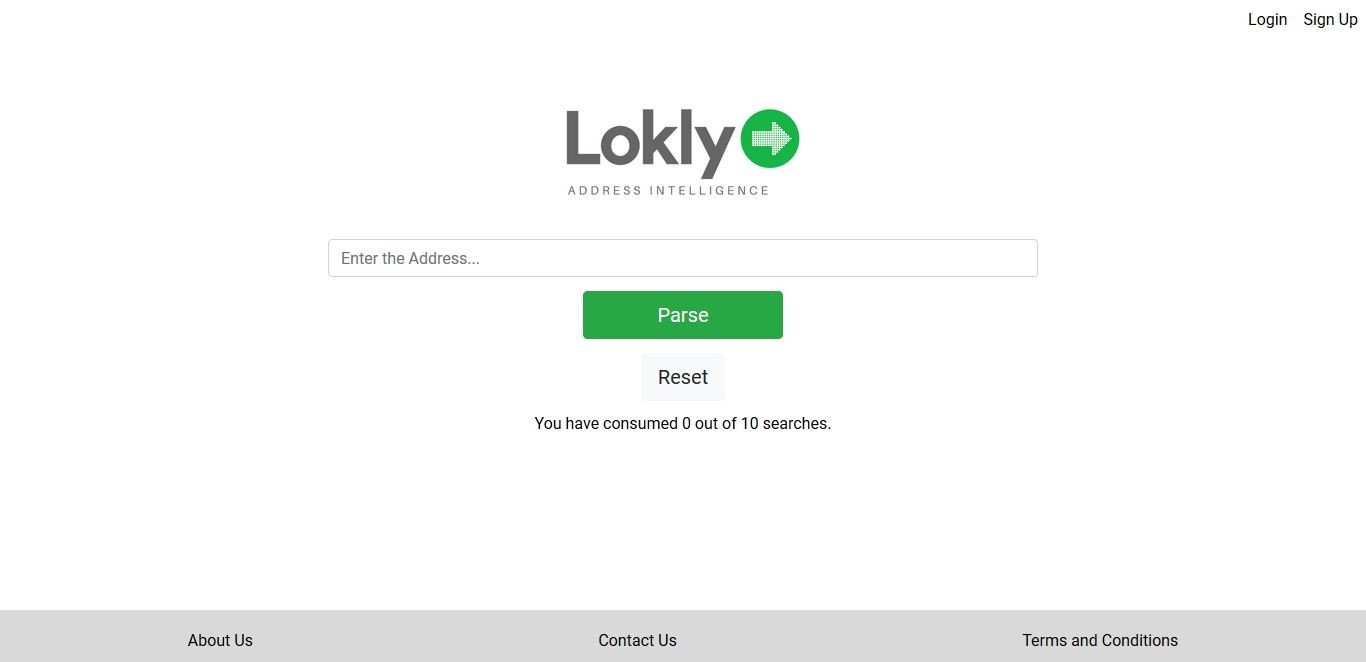 Login Sign Up
Lokly
ADDRESS INTELLIGENCE
Enter the Address...
Parse
Reset
You have consumed 0 out of 10 searches.
About Us Contact Us Terms and Conditions